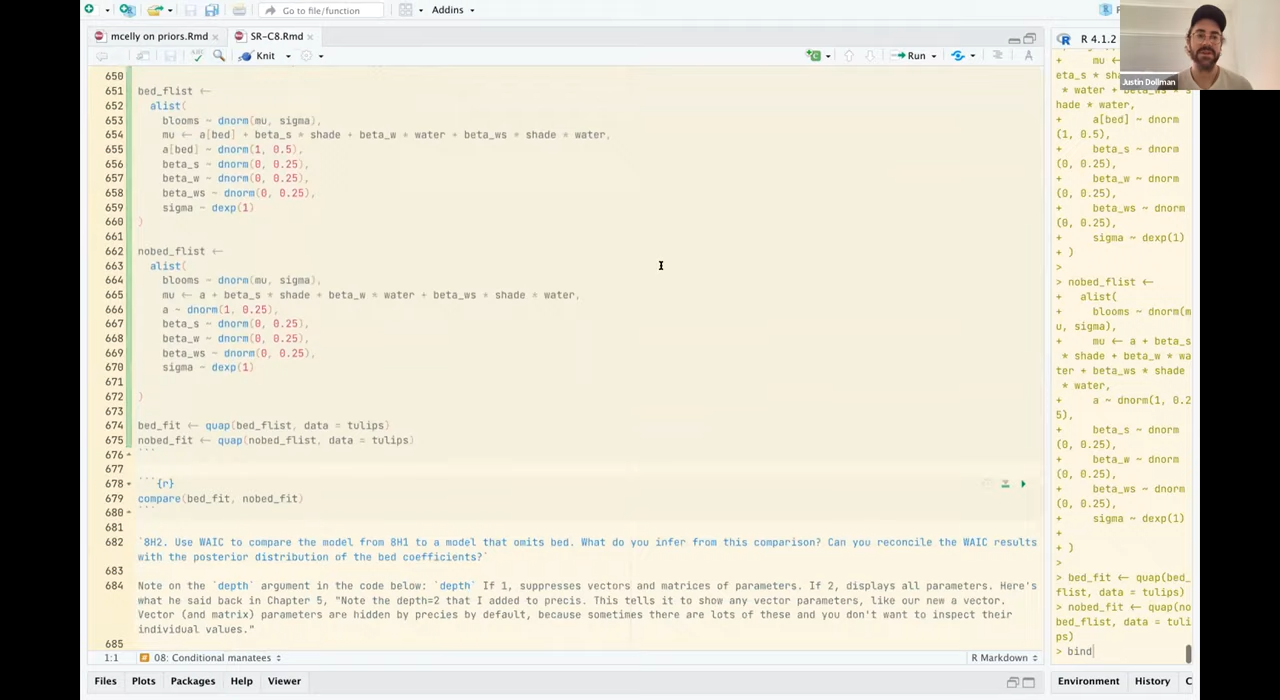 Go to file/function
Addins
mcelly on priors.Rmd
SR-C8.Rmd
Knit
Run
R 4.1.2
Justin Dollman
650
651 bed_flist <-
652 alist(
653 blooms ~ dnorm(mu, sigma),
654 mu <- a[bed] + beta_s * shade + beta_w * water + beta_ws * shade * water,
655 a[bed] ~ dnorm(1, 0.5),
656 beta_s ~ dnorm(0, 0.25),
657 beta_w ~ dnorm(0, 0.25),
658 beta_ws ~ dnorm(0, 0.25),
659 sigma ~ dexp(1)
660 )
661
662 nobed_flist <-
663 alist(
664 blooms ~ dnorm(mu, sigma),
665 mu <- a + beta_s * shade + beta_w * water + beta_ws * shade * water,
666 a ~ dnorm(1, 0.25),
667 beta_s ~ dnorm(0, 0.25),
668 beta_w ~ dnorm(0, 0.25),
669 beta_ws ~ dnorm(0, 0.25),
670 sigma ~ dexp(1)
671
672 )
673
674 bed_fit <- quap(bed_flist, data = tulips)
675 nobed_fit <- quap(nobed_flist, data = tulips)
676 ```
677
678 ```{r}
679 compare(bed_fit, nobed_fit)
680 ```
681
682 `8H2. Use WAIC to compare the model from 8H1 to a model that omits bed. What do you infer from this comparison? Can you reconcile the WAIC results
with the posterior distribution of the bed coefficients?`
683
684 Note on the `depth` argument in the code below: `depth` If 1, suppresses vectors and matrices of parameters. If 2, displays all parameters. Here's
what he said back in Chapter 5, "Note the depth=2 that I added to precis. This tells it to show any vector parameters, like our new a vector.
Vector (and matrix) parameters are hidden by precies by default, because sometimes there are lots of these and you don't want to inspect their
individual values."
685
1:1
08: Conditional manatees
R Markdown
Files
Plots
Packages
Help
Viewer
+ mu <-
eta_s * sha
* water + beta_ws * s
hade * water,
+ a[bed] ~ dnorm
(1, 0.5),
+ beta_s ~ dnorm
(0, 0.25),
+ beta_w ~ dnorm
(0, 0.25),
+ beta_ws ~ dnorm
(0, 0.25),
+ sigma ~ dexp(1)
+ )
>
> nobed_flist <-
+ alist(
+ blooms ~ dnorm(m
u, sigma),
+ mu <- a + beta_s
* shade + beta_w * wa
ter + beta_ws * shade
* water,
+ a ~ dnorm(1, 0.2
5),
+ beta_s ~ dnorm
(0, 0.25),
+ beta_w ~ dnorm
(0, 0.25),
+ beta_ws ~ dnorm
(0, 0.25),
+ sigma ~ dexp(1)
+
+ )
>
> bed_fit <- quap(bed_
flist, data = tulips)
> nobed_fit <- quap(no
bed_flist, data = tuli
ps)
> bind
Environment
History
C